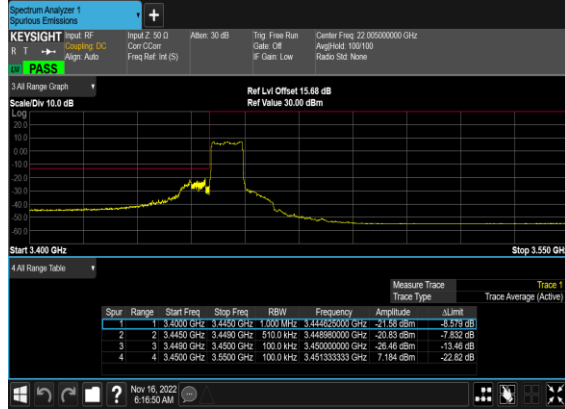 Spectrum Analyzer 1
Spurious Emissions
KEYSIGHT Input: RF Input Z: 50 Ω Atten: 30 dB Trig: Free Run Center Freq: 22.005000000 GHz
R T Coupling: DC Corr CCorr Gate: Off Avg|Hold: 100/100
Align: Auto Freq Ref: Int (S) IF Gain: Low Radio Std: None
PASS
3 All Range Graph
Ref Lvl Offset 15.68 dB
Scale/Div 10.0 dB Ref Value 30.00 dBm
Log
20.0
10.0
0.00
-10.0
-20.0
-30.0
-40.0
-50.0
-60.0
Start 3.400 GHz Stop 3.550 GH
4 All Range Table
Measure Trace Trace 1
Trace Type Trace Average (Active)
Spur Range Start Freq Stop Freq RBW Frequency Amplitude ΔLimit
1 1 3.4000 GHz 3.4450 GHz 1.000 MHz 3.444625000 GHz -21.58 dBm -8.579 dB
2 2 3.4450 GHz 3.4490 GHz 510.0 kHz 3.448980000 GHz -20.83 dBm -7.832 dB
3 3 3.4490 GHz 3.4500 GHz 100.0 kHz 3.450000000 GHz -26.46 dBm -13.46 dB
4 4 3.4500 GHz 3.5500 GHz 100.0 kHz 3.451333333 GHz 7.184 dBm -22.82 dB
Nov 16, 2022
6:16:50 AM